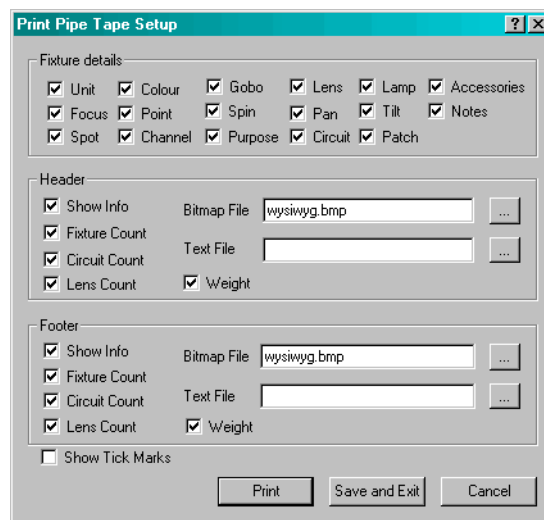 Print Pipe Tape Setup ? X
Fixture details
Unit Colour Gobo Lens Lamp Accessories
Focus Point Spin Pan Tilt Notes
Spot Channel Purpose Circuit Patch
Header
Show Info Bitmap File wysiwyg.bmp ...
Fixture Count
Text File ...
Circuit Count
Lens Count Weight
Footer
Show Info Bitmap File wysiwyg.bmp ...
Fixture Count
Text File ...
Circuit Count
Lens Count Weight
Show Tick Marks
Print Save and Exit Cancel